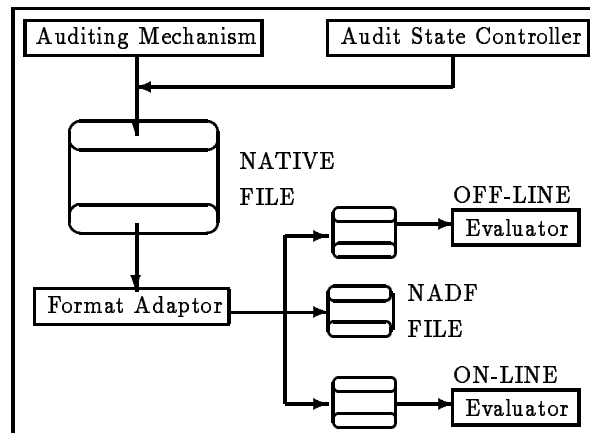 Auditing Mechanism
Audit State Controller
NATIVE
FILE
OFF-LINE
Evaluator
Format Adaptor
NADF
FILE
ON-LINE
Evaluator